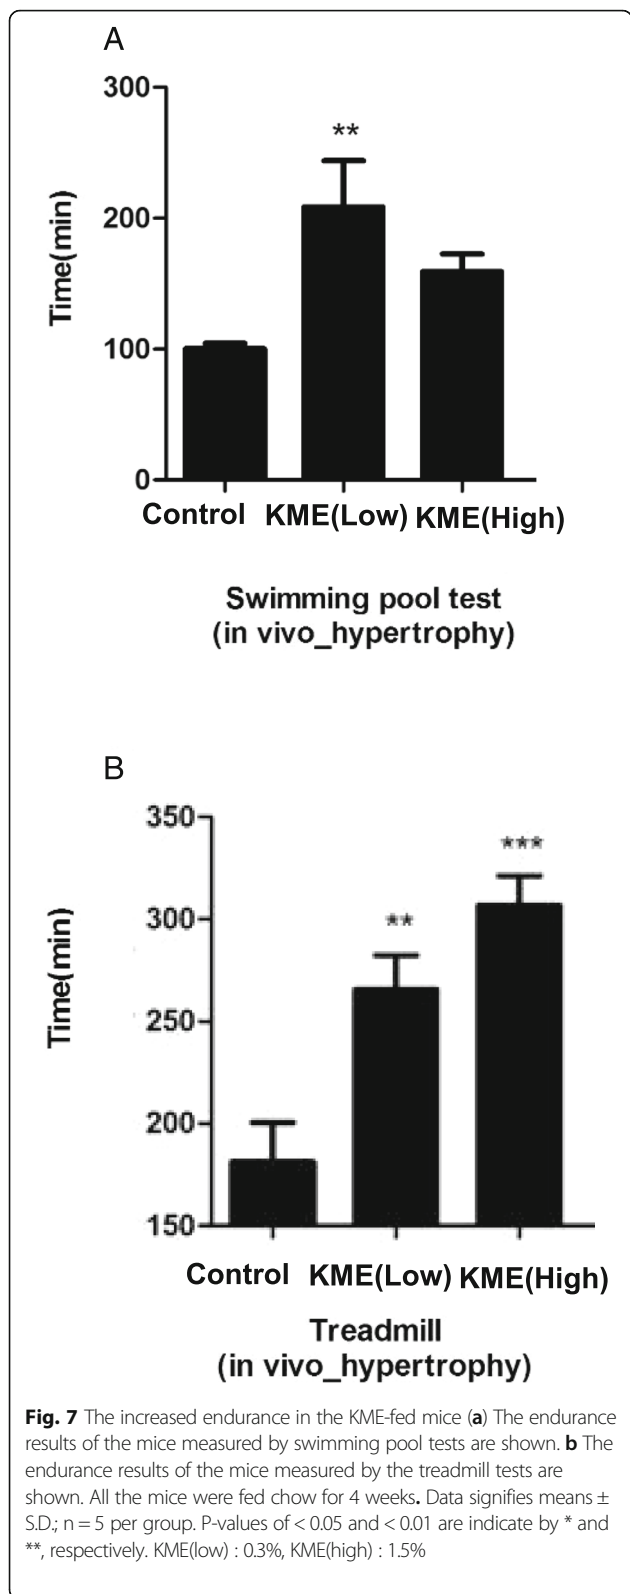 A
300
**
200
Time(min)
100
0
Control KME(Low) KME(High)
Swimming pool test
(in vivo_hypertrophy)
B
350
***
300
**
Time(min)
250
200
150
Control KME(Low) KME(High)
Treadmill
(in vivo_hypertrophy)
Fig. 7 The increased endurance in the KME-fed mice (a) The endurance
results of the mice measured by swimming pool tests are shown. b The
endurance results of the mice measured by the treadmill tests are
shown. All the mice were fed chow for 4 weeks. Data signifies means ±
S.D.; n = 5 per group. P-values of < 0.05 and < 0.01 are indicate by * and
**, respectively. KME(low) : 0.3%, KME(high) : 1.5%